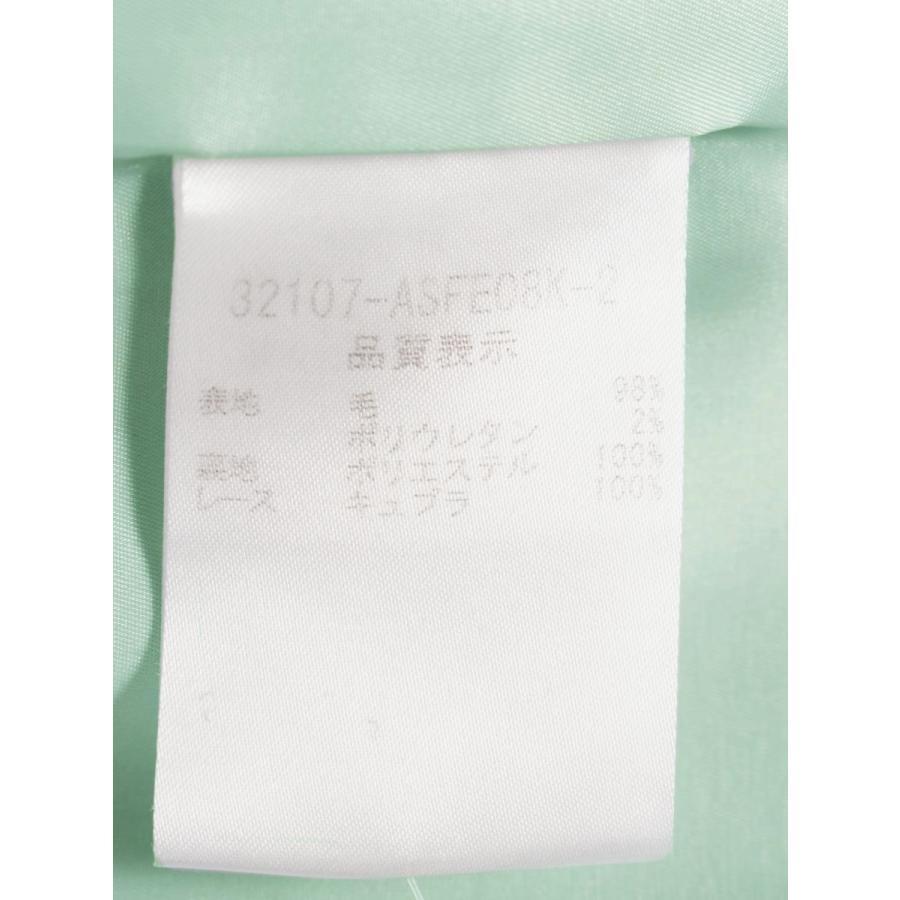 32107-ASFE08K-2
品質表示
表地 毛 98%
ポリウレタン 2%
裏地 ポリエステル 100%
レース キュプラ 100%